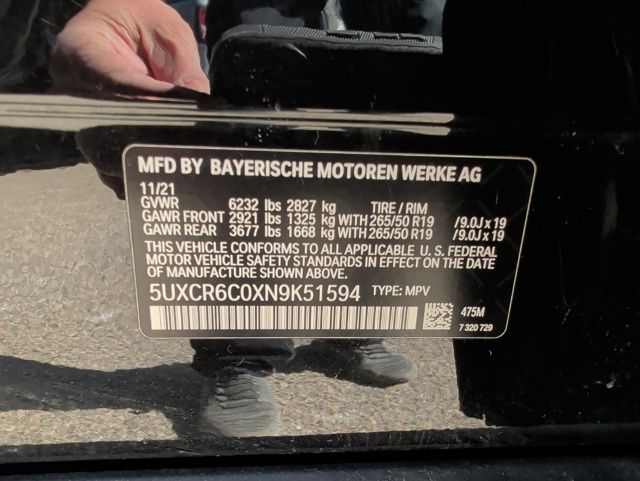 MFD BY BAYERISCHE MOTOREN WERKE AG
11/21
GVWR 6232 lbs 2827 kg TIRE / RIM
GAWR FRONT 2921 lbs 1325 kg WITH 265/50 R19 /9.0J x 19
GAWR REAR 3677 lbs 1668 kg WITH 265/50 R19 /9.0J x 19
THIS VEHICLE CONFORMS TO ALL APPLICABLE U. S. FEDERAL
MOTOR VEHICLE SAFETY STANDARDS IN EFFECT ON THE DATE
OF MANUFACTURE SHOWN ABOVE.
5UXCR6C0XN9K51594 TYPE: MPV
475M
7 320 729